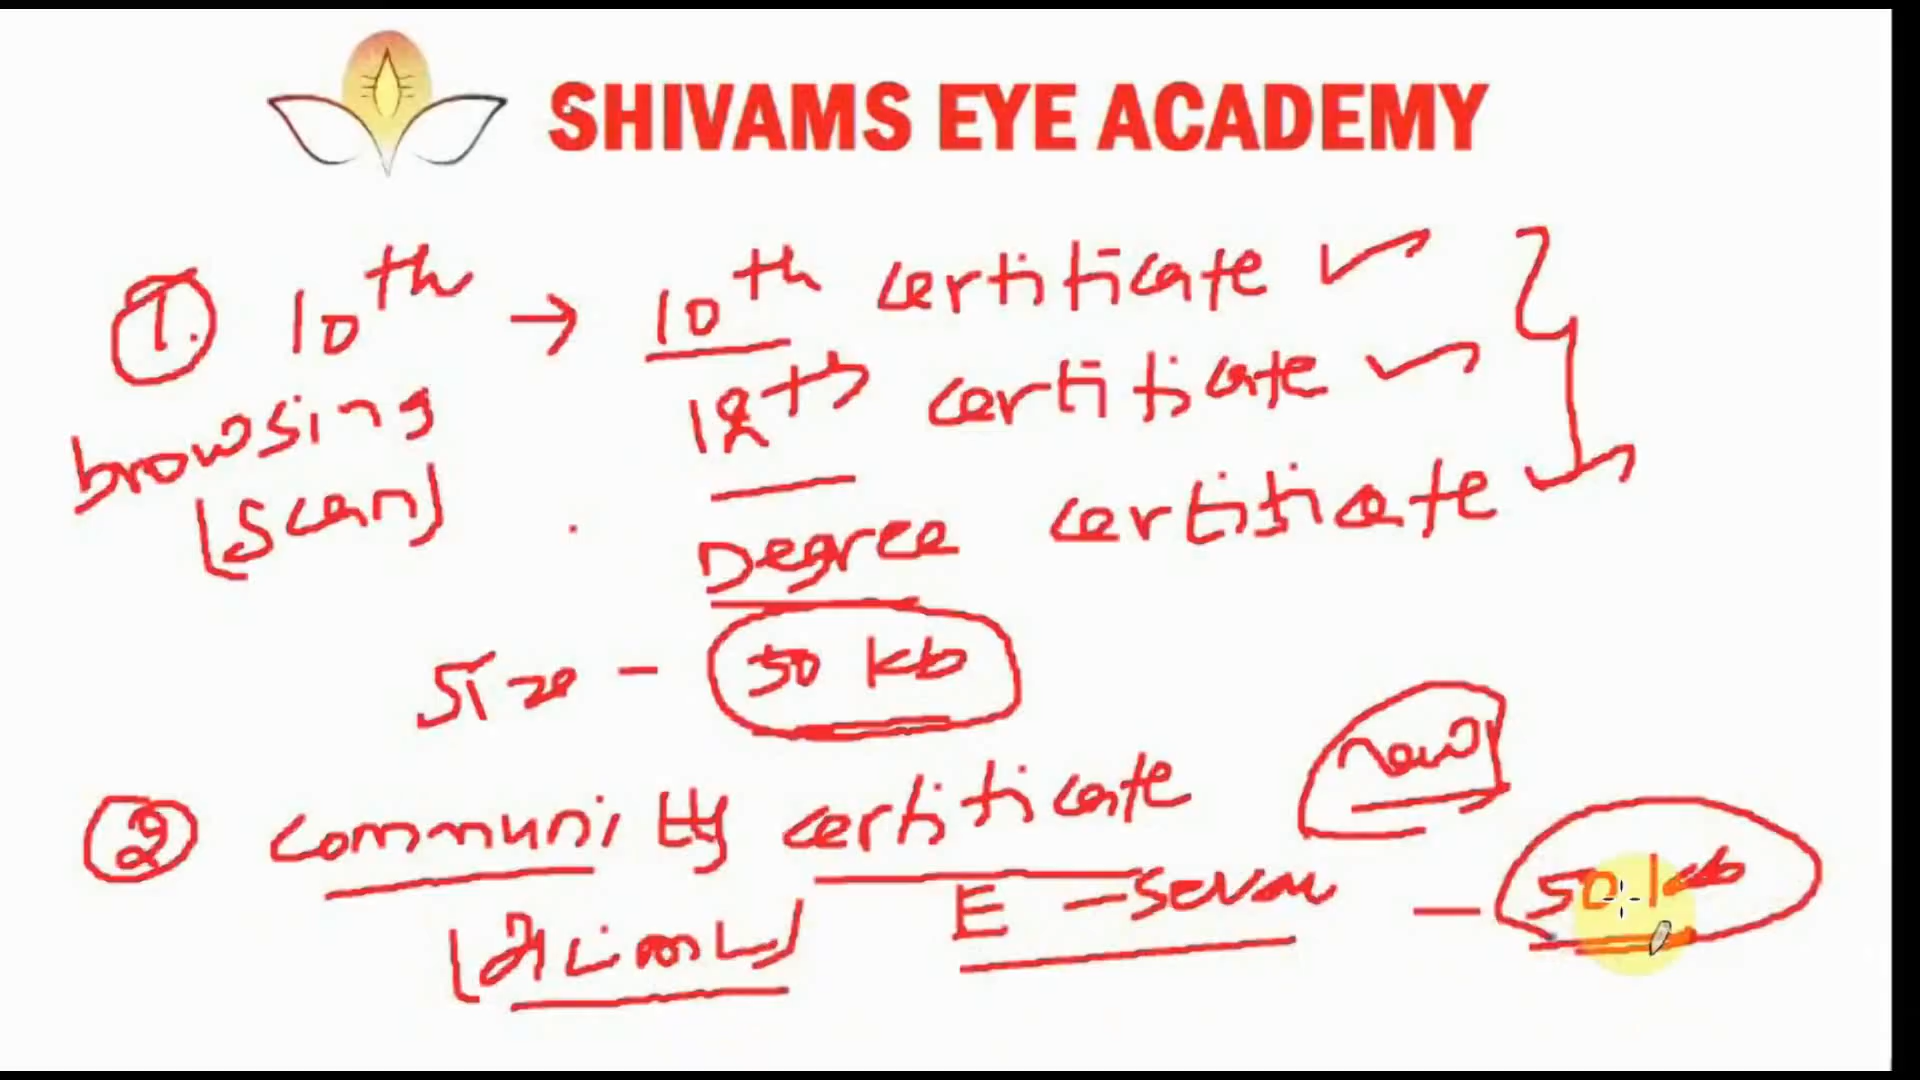 SHIVAMS EYE ACADEMY
1. 10th → 10th certificate ✓
browsing 12th certificate ✓
[Scan] Degree certificate ✓
Size - 50 kb
2 community certificate new
E - 50 kb